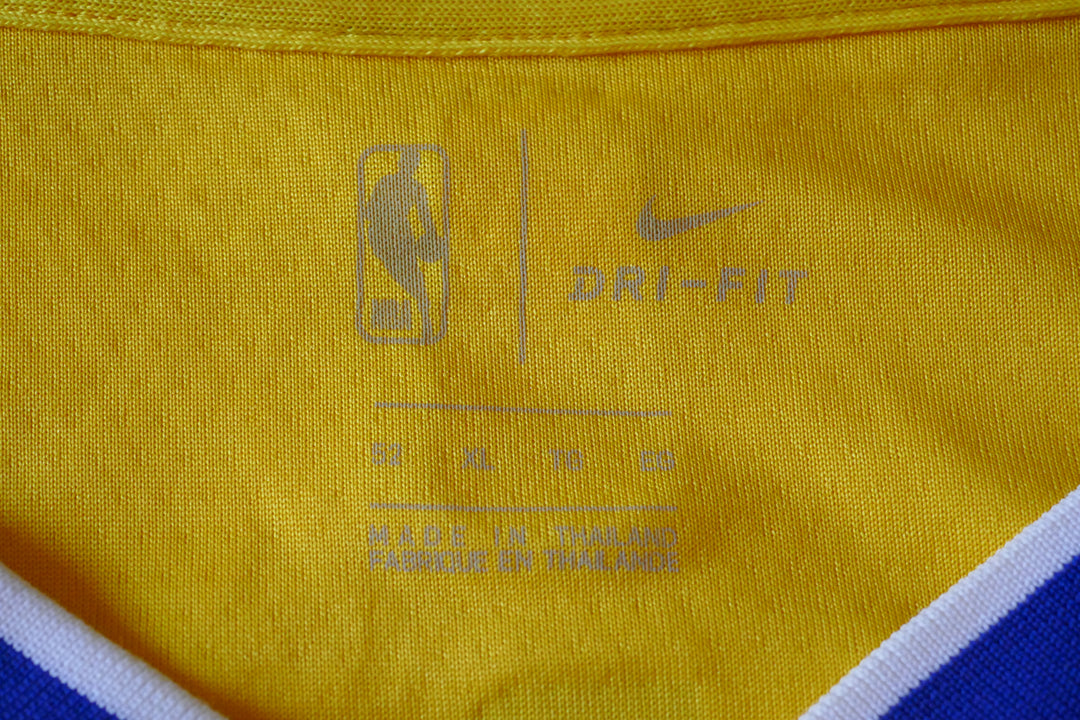 NBA
DRI-FIT
52 XL TG EG
MADE IN THAILAND
FABRIQUE EN THAILANDE